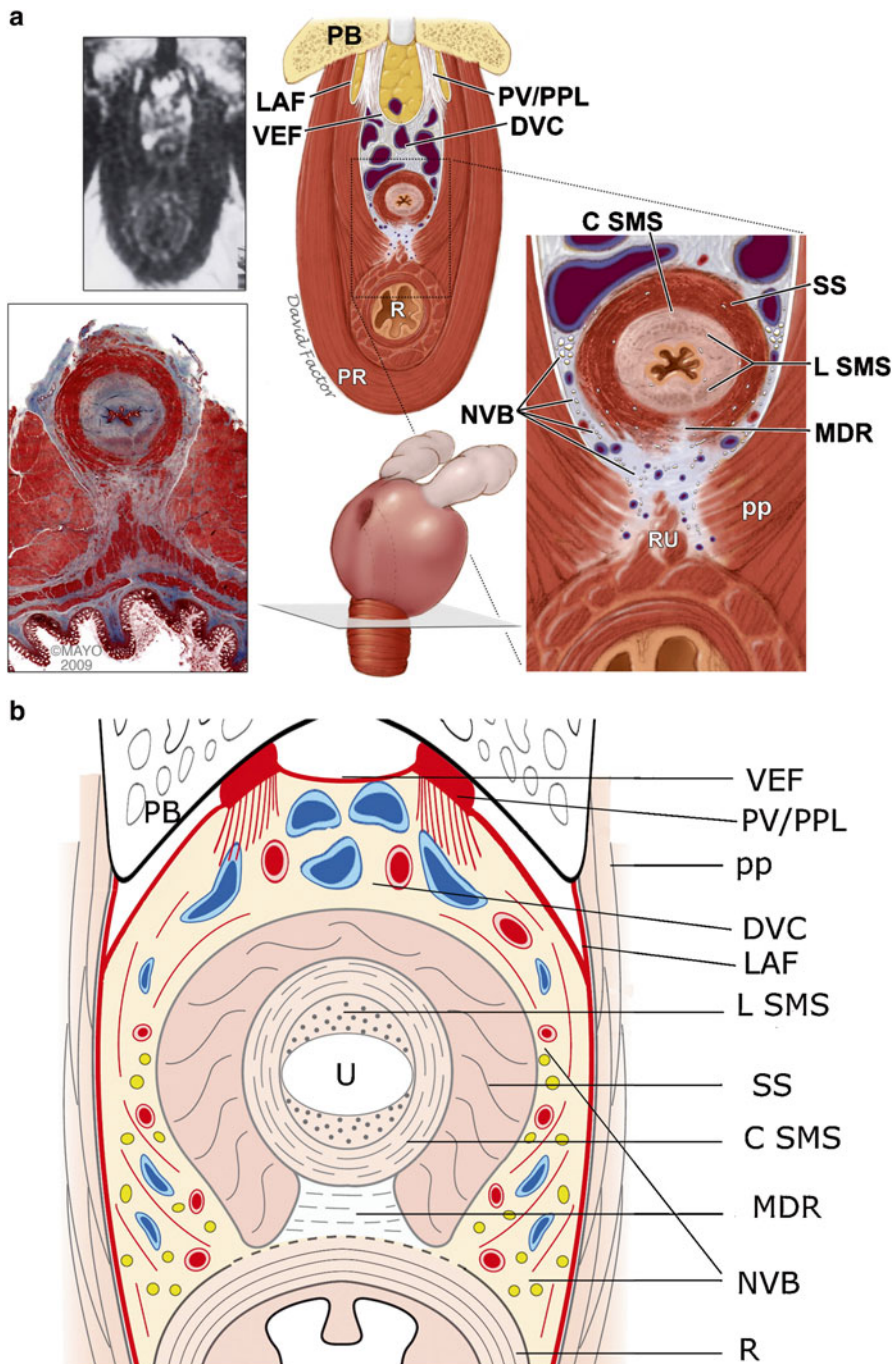 a
PB
LAF
PV/PPL
VEF
DVC
R
PR
David Factor
C SMS
SS
L SMS
NVB
MDR
pp
RU
©MAYO
2009
b
PB
VEF
PV/PPL
pp
DVC
LAF
L SMS
U
SS
C SMS
MDR
NVB
R